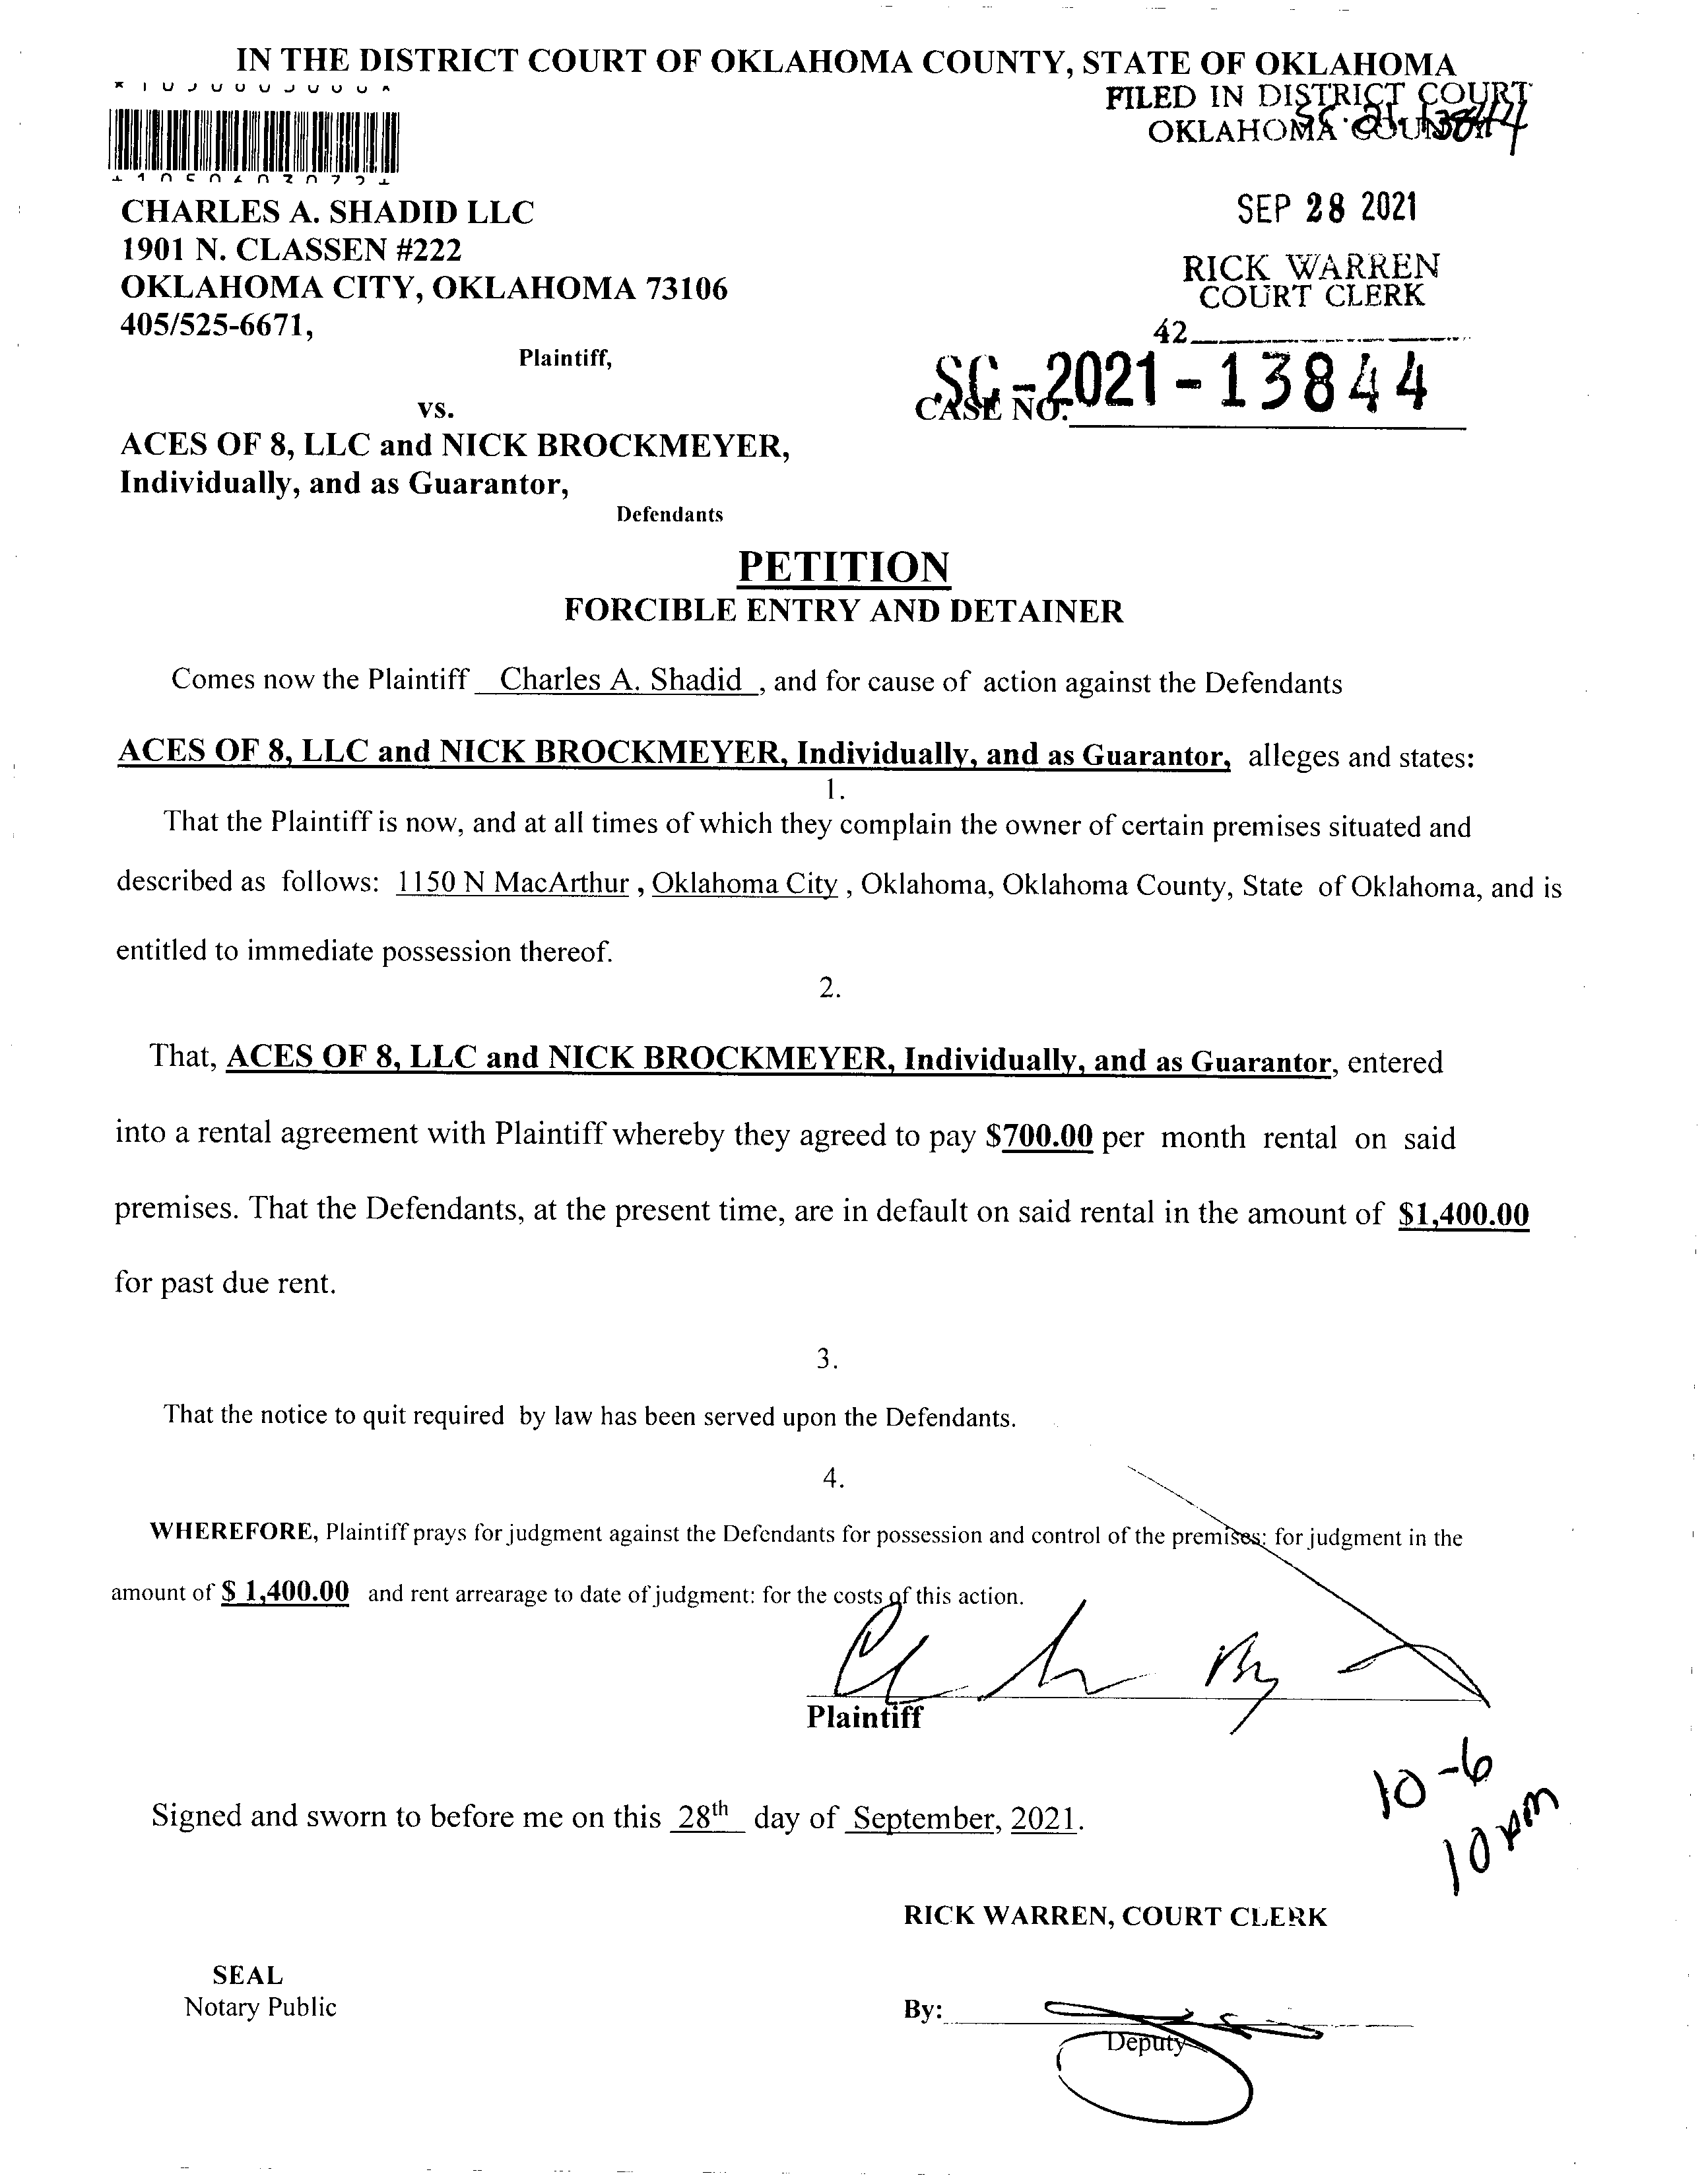 IN THE DISTRICT COURT OF OKLAHOMA COUNTY, STATE OF OKLAHOMA
FILED IN DISTRICT COURT
OKLAHOMA COUNTY
SC-21-13844
SEP 28 2021
RICK WARREN
COURT CLERK
42
CHARLES A. SHADID LLC
1901 N. CLASSEN #222
OKLAHOMA CITY, OKLAHOMA 73106
405/525-6671,
Plaintiff,
vs.
CASE NO. SC-2021-13844
ACES OF 8, LLC and NICK BROCKMEYER,
Individually, and as Guarantor,
Defendants
PETITION
FORCIBLE ENTRY AND DETAINER
Comes now the Plaintiff Charles A. Shadid , and for cause of action against the Defendants
ACES OF 8, LLC and NICK BROCKMEYER, Individually, and as Guarantor, alleges and states:
1.
That the Plaintiff is now, and at all times of which they complain the owner of certain premises situated and
described as follows: 1150 N MacArthur , Oklahoma City , Oklahoma, Oklahoma County, State of Oklahoma, and is
entitled to immediate possession thereof.
2.
That, ACES OF 8, LLC and NICK BROCKMEYER, Individually, and as Guarantor, entered
into a rental agreement with Plaintiff whereby they agreed to pay $700.00 per month rental on said
premises. That the Defendants, at the present time, are in default on said rental in the amount of $1,400.00
for past due rent.
3.
That the notice to quit required by law has been served upon the Defendants.
4.
WHEREFORE, Plaintiff prays for judgment against the Defendants for possession and control of the premises: for judgment in the
amount of $ 1,400.00 and rent arrearage to date of judgment: for the costs of this action.
By
Plaintiff
10-6
Signed and sworn to before me on this 28th day of September, 2021.
RICK WARREN, COURT CLERK
SEAL
Notary Public
By:
Deputy